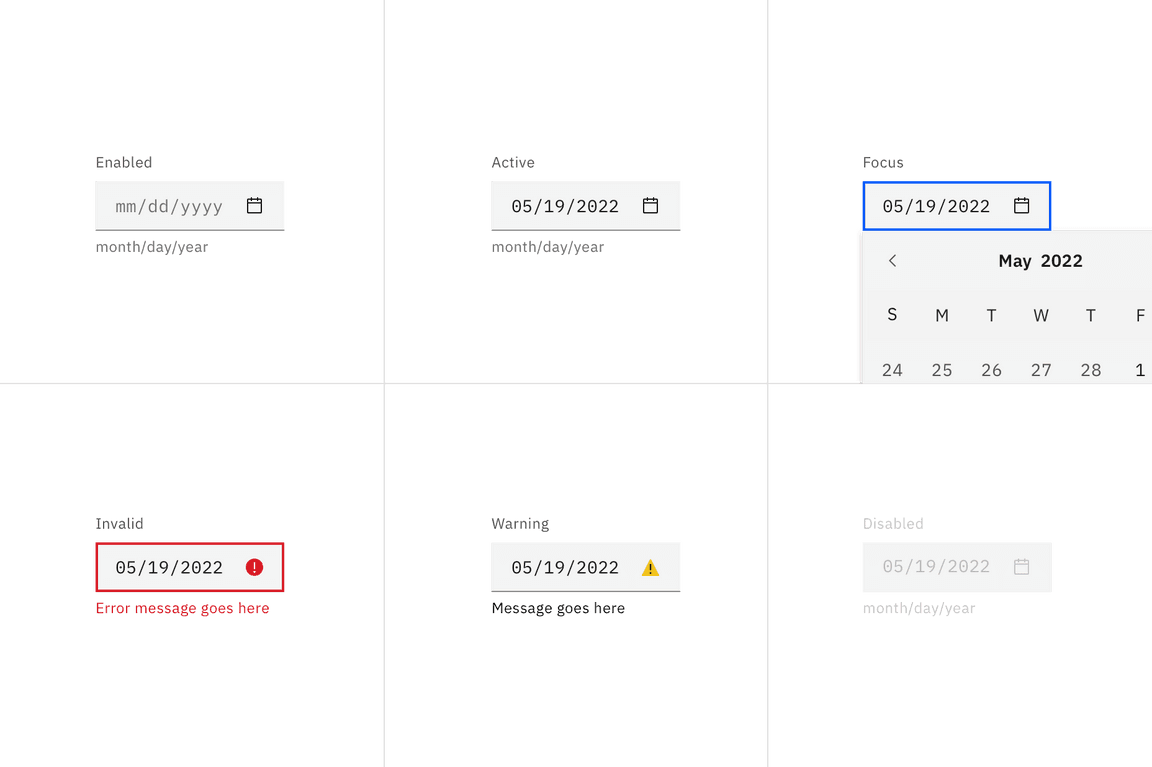 Enabled
mm/dd/yyyy
month/day/year
Active
05/19/2022
month/day/year
Focus
05/19/2022
May 2022
S M T W T F
24 25 26 27 28 1
Invalid
05/19/2022
Error message goes here
Warning
05/19/2022
Message goes here
Disabled
05/19/2022
month/day/year